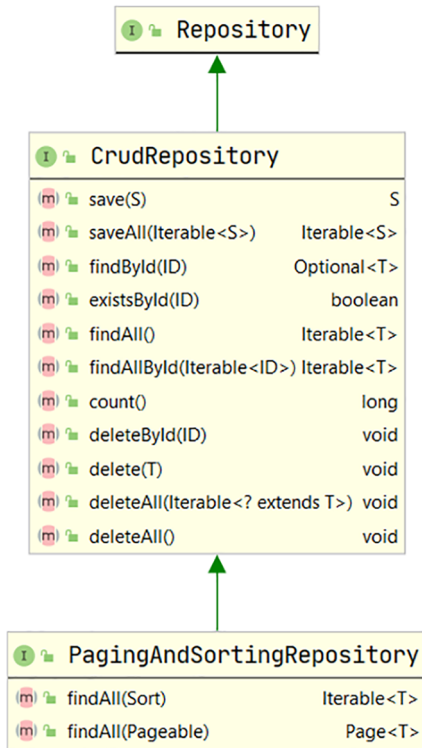 I Repository
I CrudRepository
m save(S) S
m saveAll(Iterable<S>) Iterable<S>
m findById(ID) Optional<T>
m existsById(ID) boolean
m findAll() Iterable<T>
m findAllById(Iterable<ID>) Iterable<T>
m count() long
m deleteById(ID) void
m delete(T) void
m deleteAll(Iterable<? extends T>) void
m deleteAll() void
I PagingAndSortingRepository
m findAll(Sort) Iterable<T>
m findAll(Pageable) Page<T>